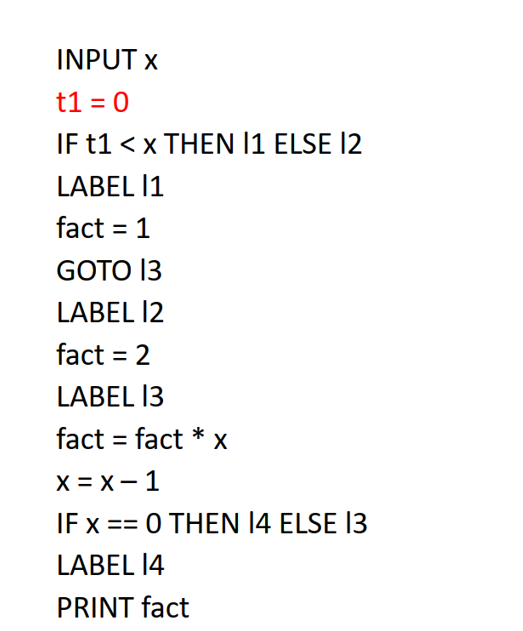 INPUT x
t1 = 0
IF t1 < x THEN l1 ELSE l2
LABEL l1
fact = 1
GOTO l3
LABEL l2
fact = 2
LABEL l3
fact = fact * x
x = x – 1
IF x == 0 THEN l4 ELSE l3
LABEL l4
PRINT fact